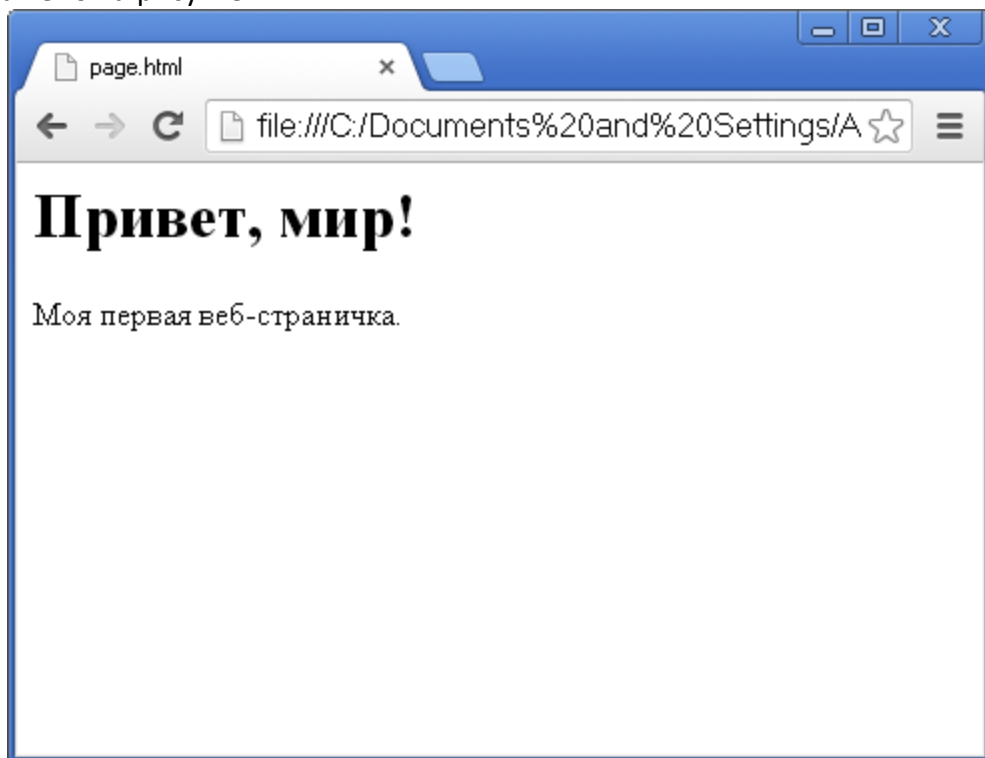 page.html
file:///C:/Documents%20and%20Settings/A
Привет, мир!
Моя первая веб-страничка.